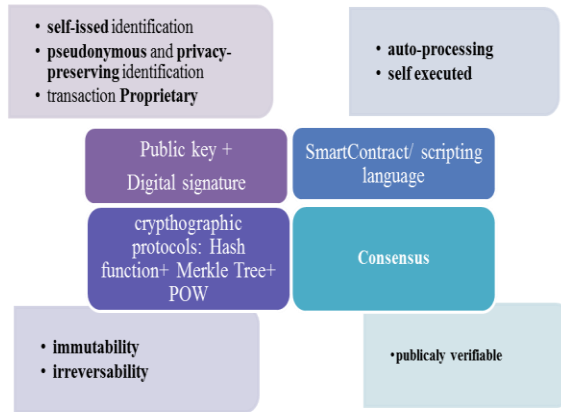 • self-issed identification
• pseudonymous and privacy-
preserving identification
• transaction Proprietary
• auto-processing
• self executed
Public key +
Digital signature
SmartContract/ scripting
language
crypthographic
protocols: Hash
function+ Merkle Tree+
POW
Consensus
• immutability
• irreversability
• publicaly verifiable